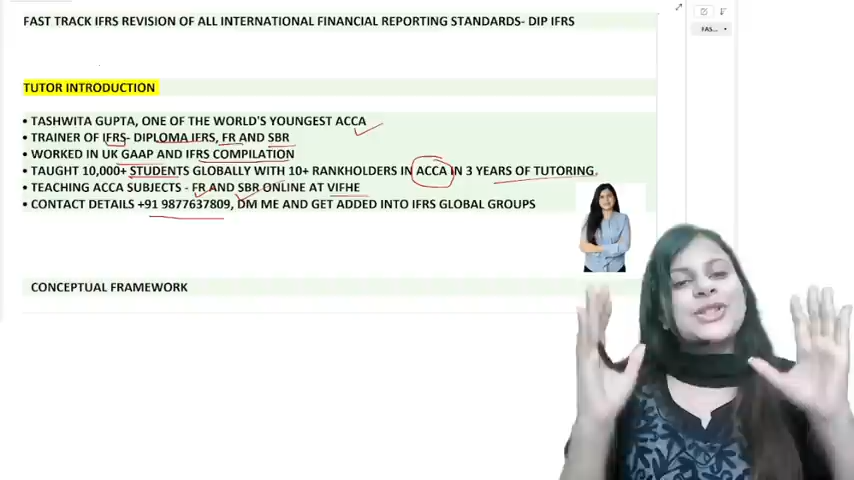 FAST TRACK IFRS REVISION OF ALL INTERNATIONAL FINANCIAL REPORTING STANDARDS- DIP IFRS
FAS...
TUTOR INTRODUCTION
• TASHWITA GUPTA, ONE OF THE WORLD'S YOUNGEST ACCA
• TRAINER OF IFRS- DIPLOMA IFRS, FR AND SBR
• WORKED IN UK GAAP AND IFRS COMPILATION
• TAUGHT 10,000+ STUDENTS GLOBALLY WITH 10+ RANKHOLDERS IN ACCA IN 3 YEARS OF TUTORING.
• TEACHING ACCA SUBJECTS - FR AND SBR ONLINE AT VIFHE
• CONTACT DETAILS +91 9877637809, DM ME AND GET ADDED INTO IFRS GLOBAL GROUPS
CONCEPTUAL FRAMEWORK